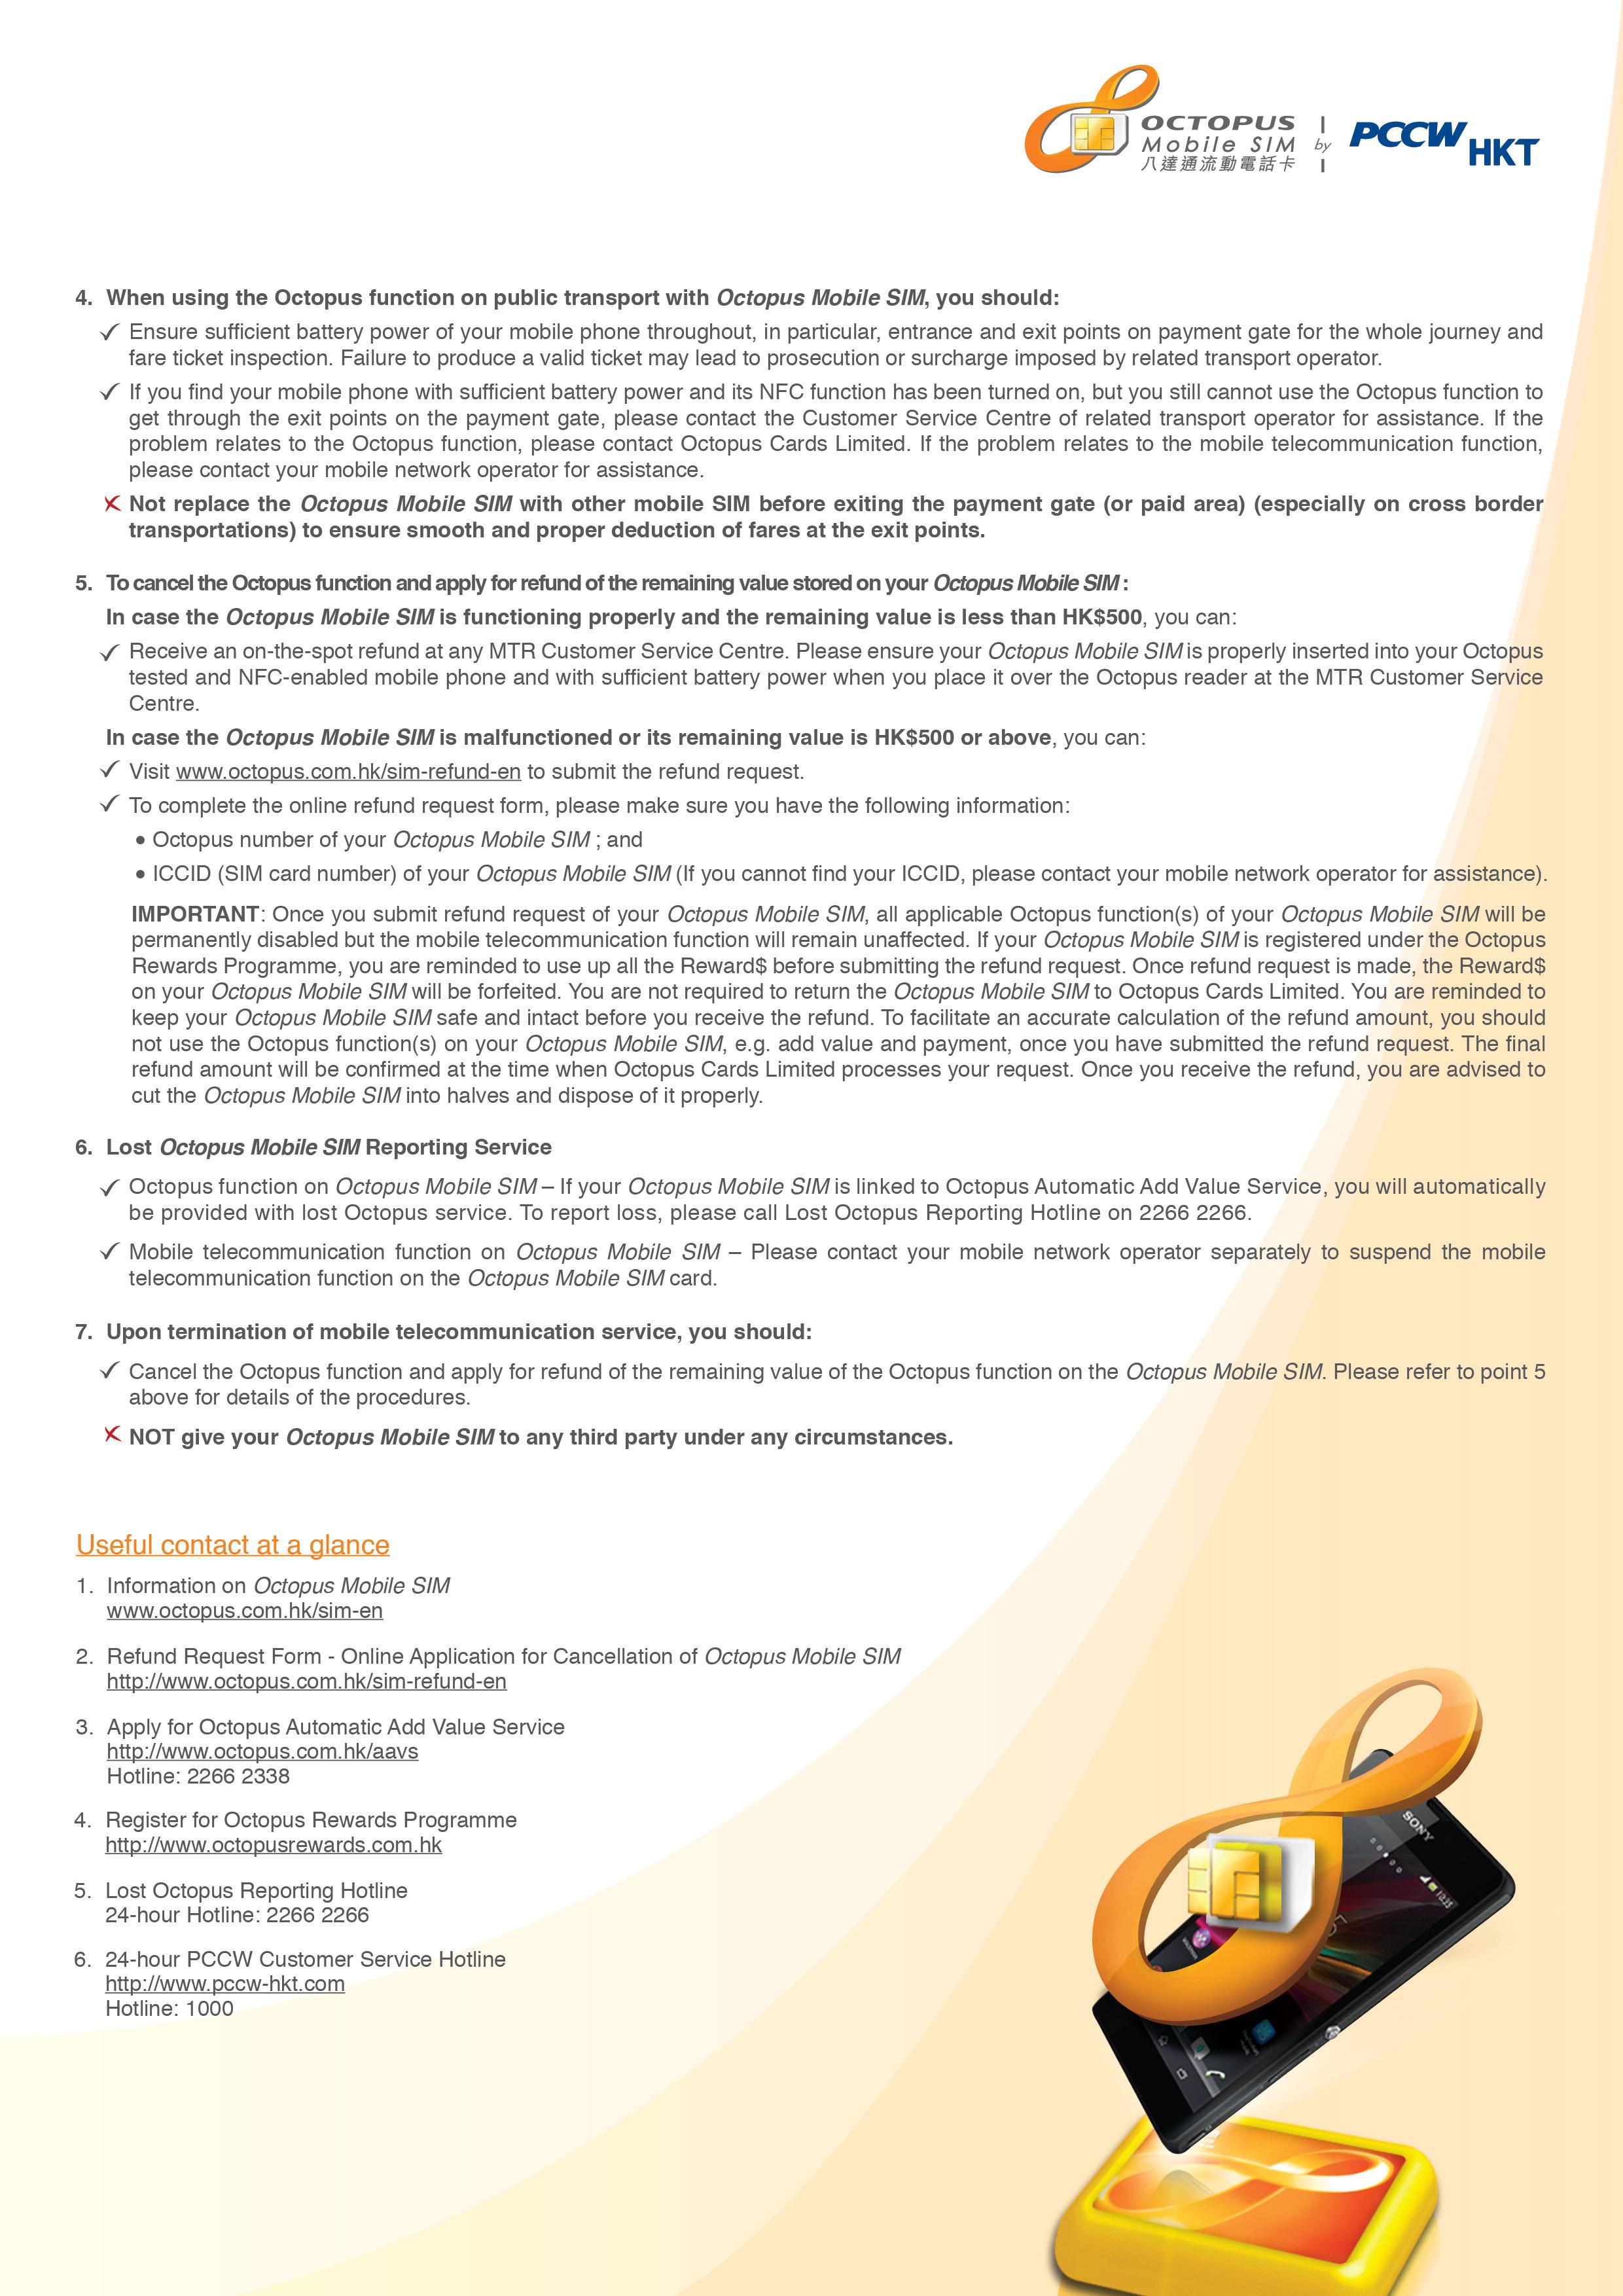 OCTOPUS
Mobile SIM
八達通流動電話卡
by
PCCW HKT
4. When using the Octopus function on public transport with Octopus Mobile SIM, you should:
✓ Ensure sufficient battery power of your mobile phone throughout, in particular, entrance and exit points on payment gate for the whole journey and
fare ticket inspection. Failure to produce a valid ticket may lead to prosecution or surcharge imposed by related transport operator.
✓ If you find your mobile phone with sufficient battery power and its NFC function has been turned on, but you still cannot use the Octopus function to
get through the exit points on the payment gate, please contact the Customer Service Centre of related transport operator for assistance. If the
problem relates to the Octopus function, please contact Octopus Cards Limited. If the problem relates to the mobile telecommunication function,
please contact your mobile network operator for assistance.
✗ Not replace the Octopus Mobile SIM with other mobile SIM before exiting the payment gate (or paid area) (especially on cross border
transportations) to ensure smooth and proper deduction of fares at the exit points.
5. To cancel the Octopus function and apply for refund of the remaining value stored on your Octopus Mobile SIM :
In case the Octopus Mobile SIM is functioning properly and the remaining value is less than HK$500, you can:
✓ Receive an on-the-spot refund at any MTR Customer Service Centre. Please ensure your Octopus Mobile SIM is properly inserted into your Octopus
tested and NFC-enabled mobile phone and with sufficient battery power when you place it over the Octopus reader at the MTR Customer Service
Centre.
In case the Octopus Mobile SIM is malfunctioned or its remaining value is HK$500 or above, you can:
✓ Visit www.octopus.com.hk/sim-refund-en to submit the refund request.
✓ To complete the online refund request form, please make sure you have the following information:
• Octopus number of your Octopus Mobile SIM ; and
• ICCID (SIM card number) of your Octopus Mobile SIM (If you cannot find your ICCID, please contact your mobile network operator for assistance).
IMPORTANT: Once you submit refund request of your Octopus Mobile SIM, all applicable Octopus function(s) of your Octopus Mobile SIM will be
permanently disabled but the mobile telecommunication function will remain unaffected. If your Octopus Mobile SIM is registered under the Octopus
Rewards Programme, you are reminded to use up all the Reward$ before submitting the refund request. Once refund request is made, the Reward$
on your Octopus Mobile SIM will be forfeited. You are not required to return the Octopus Mobile SIM to Octopus Cards Limited. You are reminded to
keep your Octopus Mobile SIM safe and intact before you receive the refund. To facilitate an accurate calculation of the refund amount, you should
not use the Octopus function(s) on your Octopus Mobile SIM, e.g. add value and payment, once you have submitted the refund request. The final
refund amount will be confirmed at the time when Octopus Cards Limited processes your request. Once you receive the refund, you are advised to
cut the Octopus Mobile SIM into halves and dispose of it properly.
6. Lost Octopus Mobile SIM Reporting Service
✓ Octopus function on Octopus Mobile SIM – If your Octopus Mobile SIM is linked to Octopus Automatic Add Value Service, you will automatically
be provided with lost Octopus service. To report loss, please call Lost Octopus Reporting Hotline on 2266 2266.
✓ Mobile telecommunication function on Octopus Mobile SIM – Please contact your mobile network operator separately to suspend the mobile
telecommunication function on the Octopus Mobile SIM card.
7. Upon termination of mobile telecommunication service, you should:
✓ Cancel the Octopus function and apply for refund of the remaining value of the Octopus function on the Octopus Mobile SIM. Please refer to point 5
above for details of the procedures.
✗ NOT give your Octopus Mobile SIM to any third party under any circumstances.
Useful contact at a glance
1. Information on Octopus Mobile SIM
www.octopus.com.hk/sim-en
2. Refund Request Form - Online Application for Cancellation of Octopus Mobile SIM
http://www.octopus.com.hk/sim-refund-en
3. Apply for Octopus Automatic Add Value Service
http://www.octopus.com.hk/aavs
Hotline: 2266 2338
4. Register for Octopus Rewards Programme
http://www.octopusrewards.com.hk
5. Lost Octopus Reporting Hotline
24-hour Hotline: 2266 2266
6. 24-hour PCCW Customer Service Hotline
http://www.pccw-hkt.com
Hotline: 1000
SONY